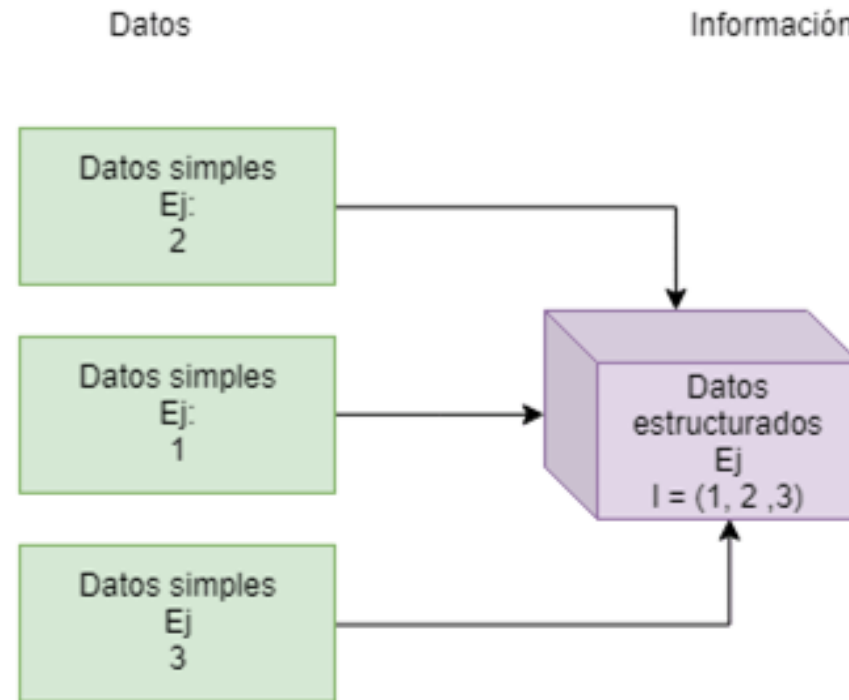 Datos
Información
Datos simples
Ej:
2
Datos simples
Ej:
1
Datos simples
Ej
3
Datos
estructurados
Ej
I = (1, 2 ,3)